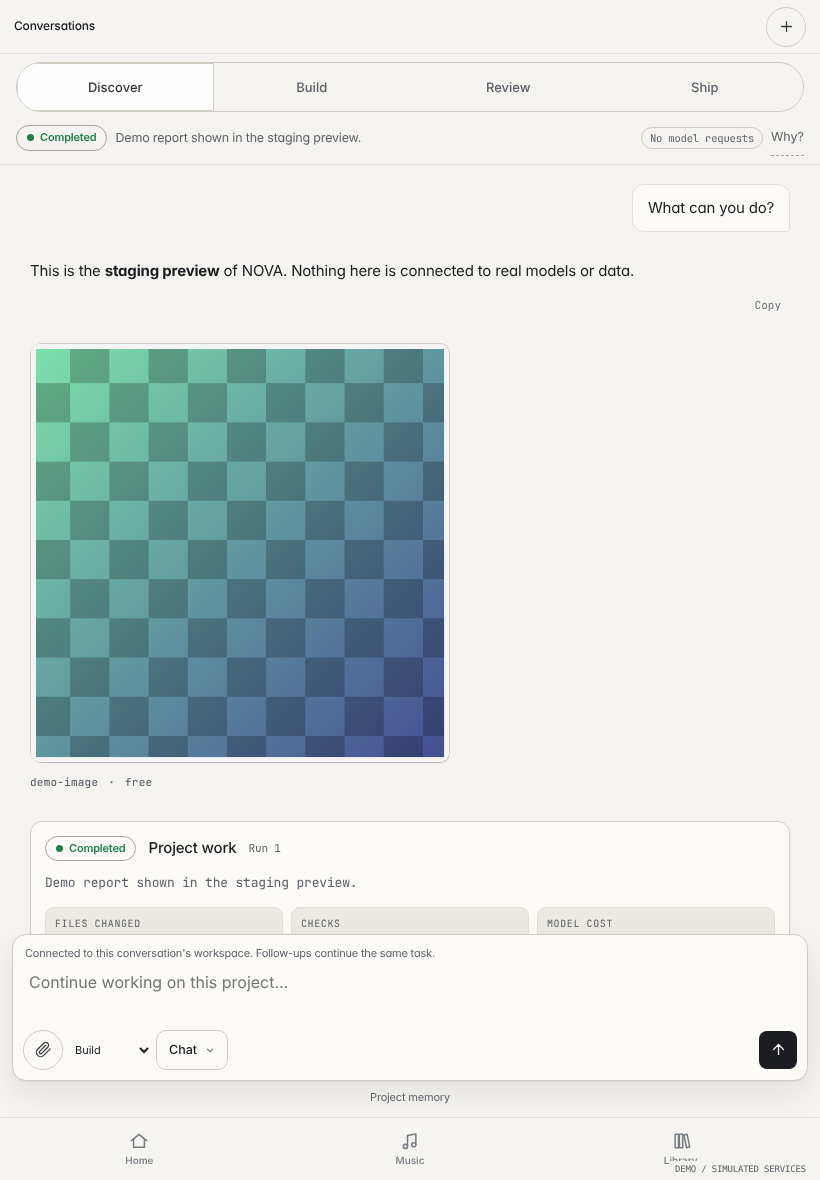 Conversations
Discover
Build
Review
Ship
Completed
Demo report shown in the staging preview.
No model requests
Why?
What can you do?
This is the staging preview of NOVA. Nothing here is connected to real models or data.
Copy
demo-image · free
Completed
Project work
Run 1
Demo report shown in the staging preview.
FILES CHANGED
CHECKS
MODEL COST
Connected to this conversation's workspace. Follow-ups continue the same task.
Continue working on this project...
Build
Chat
Project memory
Home
Music
Library
DEMO / SIMULATED SERVICES